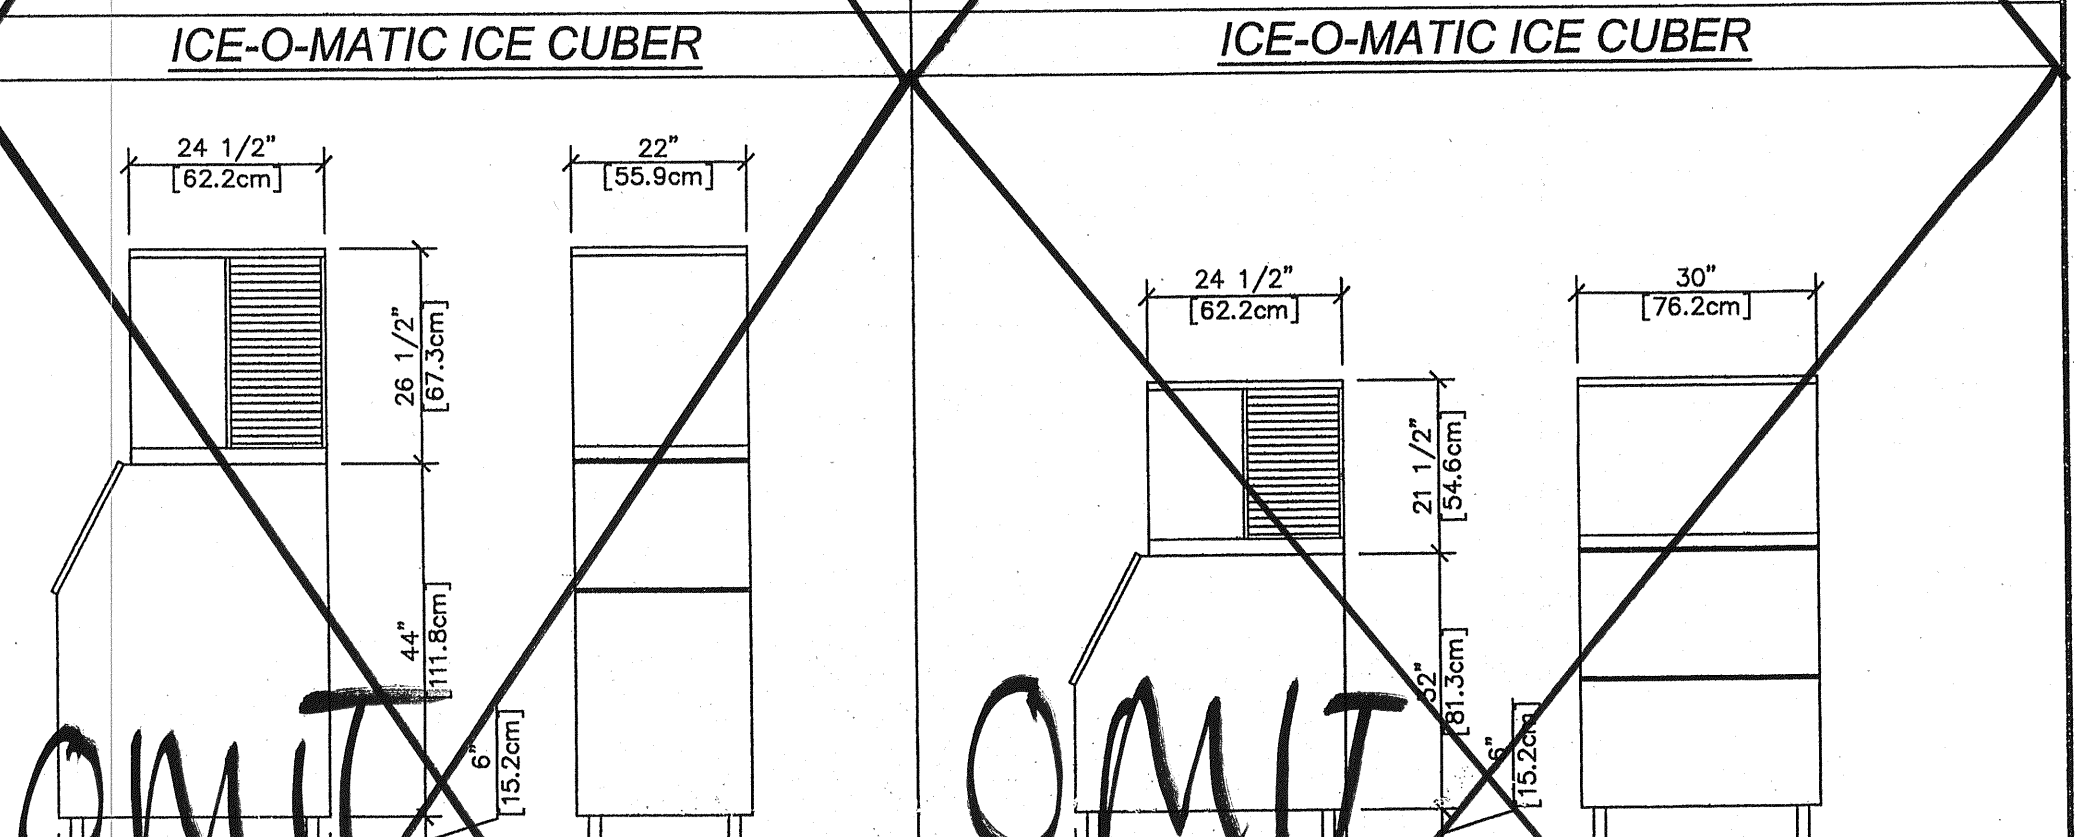 ICE-O-MATIC ICE CUBER
24 1/2"
[62.2cm]
22"
[55.9cm]
26 1/2"
[67.3cm]
44"
111.8cm]
6"
[15.2cm]
OMIT
ICE-O-MATIC ICE CUBER
24 1/2"
[62.2cm]
30"
[76.2cm]
21 1/2"
[54.6cm]
32"
[81.3cm]
6"
[15.2cm]
OMIT